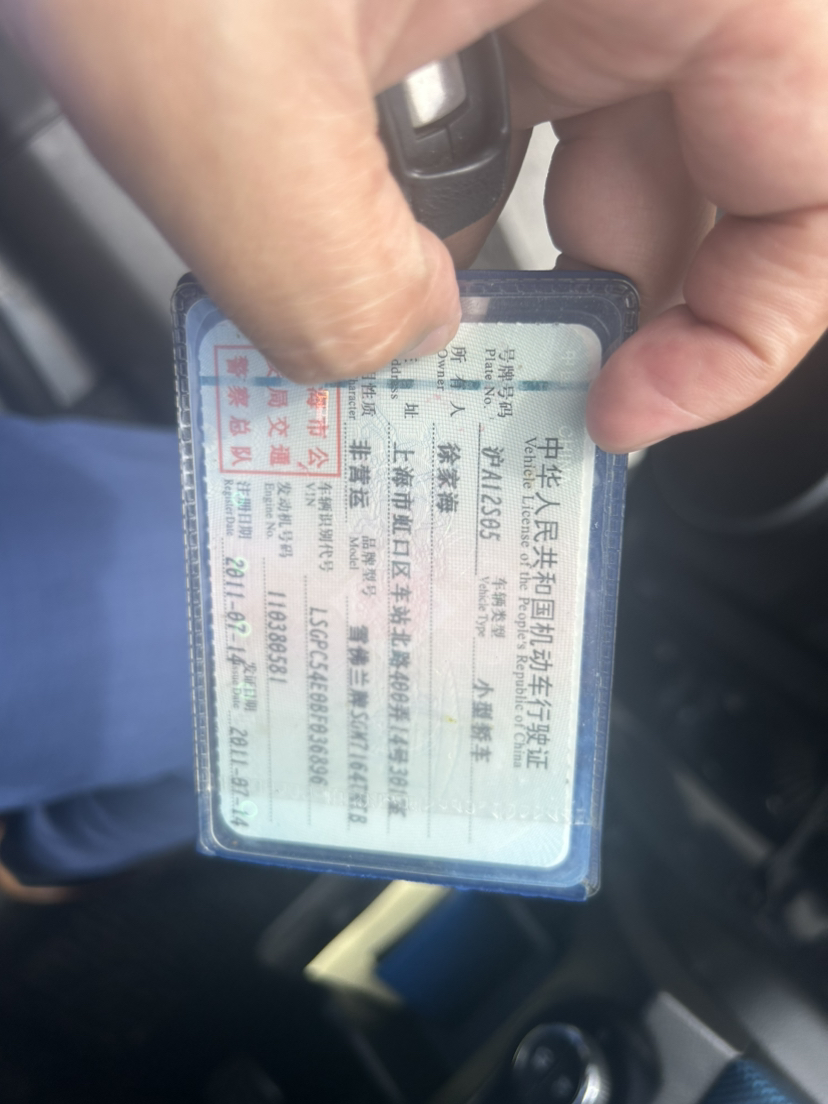 中华人民共和国机动车行驶证
Vehicle License of the People's Republic of China
号牌号码 沪A12S05 车辆类型 小型轿车
Plate No. Vehicle Type
所有人 徐家海
Owner
址 上海市虹口区车站北路400弄14号301室
性质 非营运 品牌型号 雪佛兰牌
Model
海市公
局交通
警察总队
车辆识别代号 LSGPC54E0BF036896
VIN
发动机号码 110380581
Engine No.
注册日期 2011-07-14 发证日期 2011-07-14
Register Date